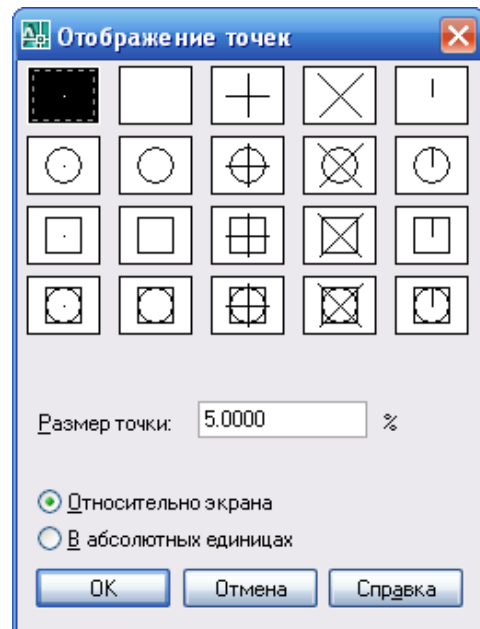 Отображение точек
Размер точки: 5.0000 %
Относительно экрана
В абсолютных единицах
OK Отмена Справка